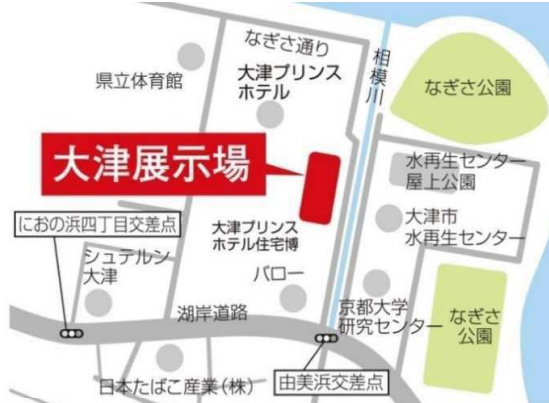 なぎさ通り
相模川
なぎさ公園
県立体育館
大津プリンス
ホテル
大津展示場
水再生センター
屋上公園
大津市
水再生センター
におの浜四丁目交差点
大津プリンス
ホテル住宅博
シュテルン
大津
バロー
湖岸道路
京都大学
研究センター
なぎさ
公園
日本たばこ産業(株)
由美浜交差点